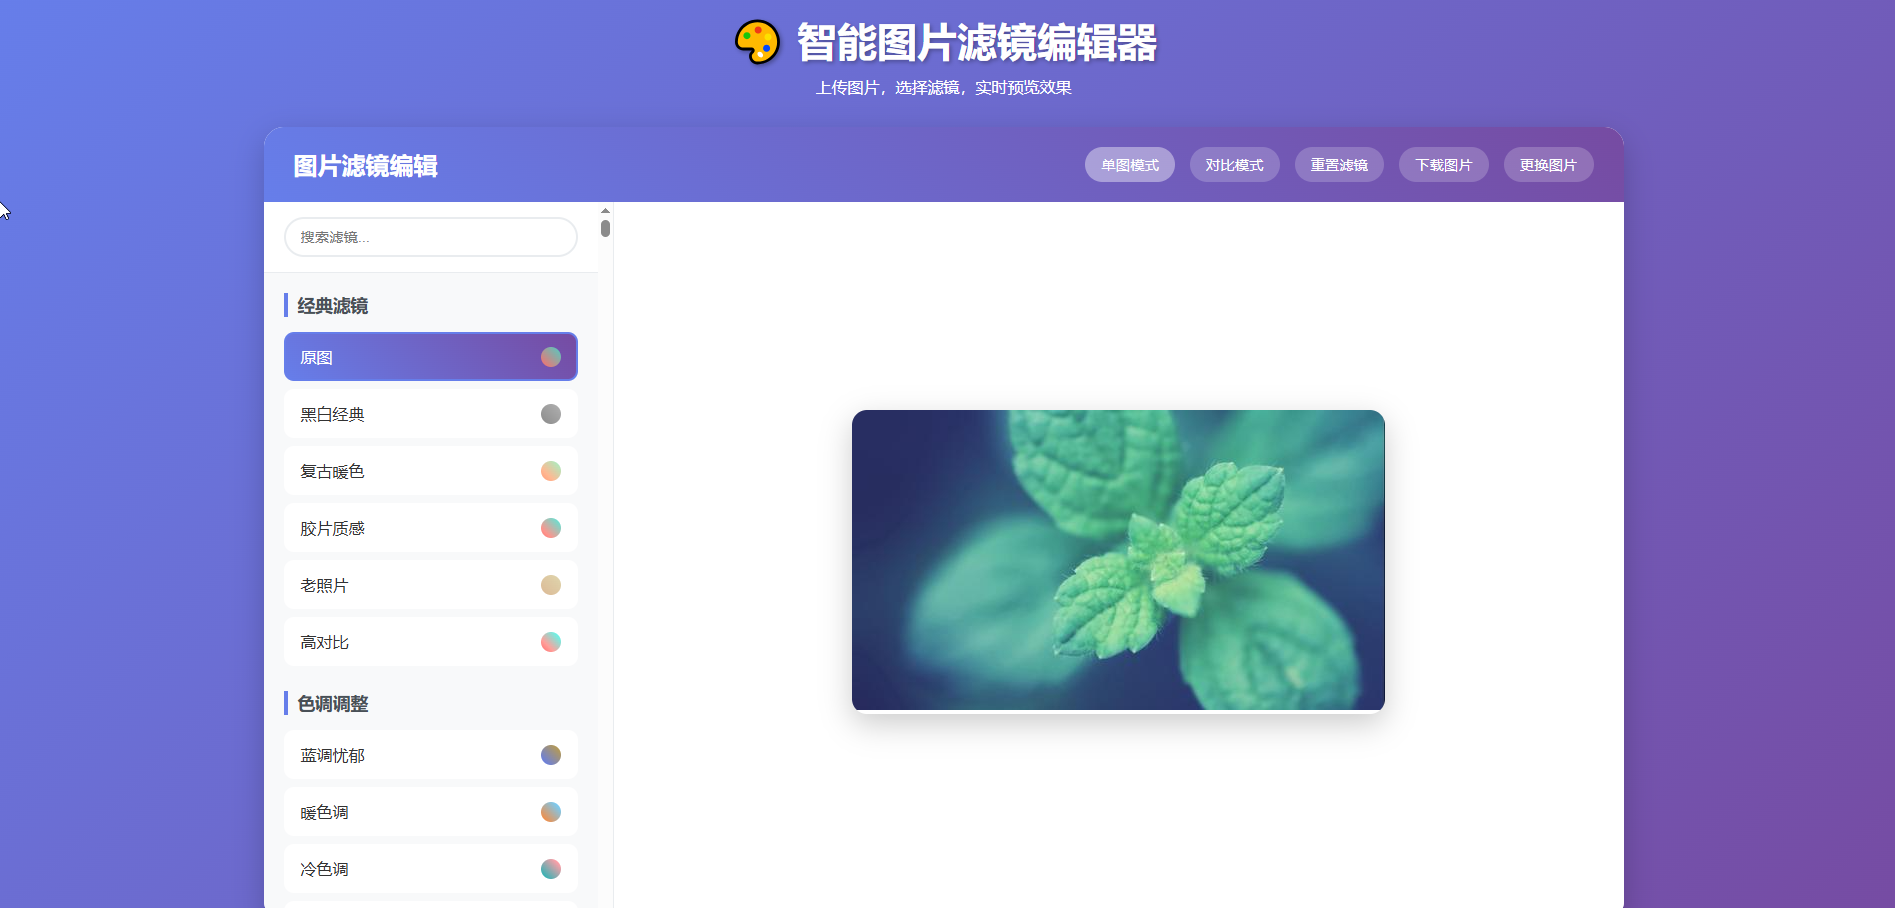 智能图片滤镜编辑器
上传图片，选择滤镜，实时预览效果
图片滤镜编辑
单图模式
对比模式
重置滤镜
下载图片
更换图片
搜索滤镜...
经典滤镜
原图
黑白经典
复古暖色
胶片质感
老照片
高对比
色调调整
蓝调忧郁
暖色调
冷色调